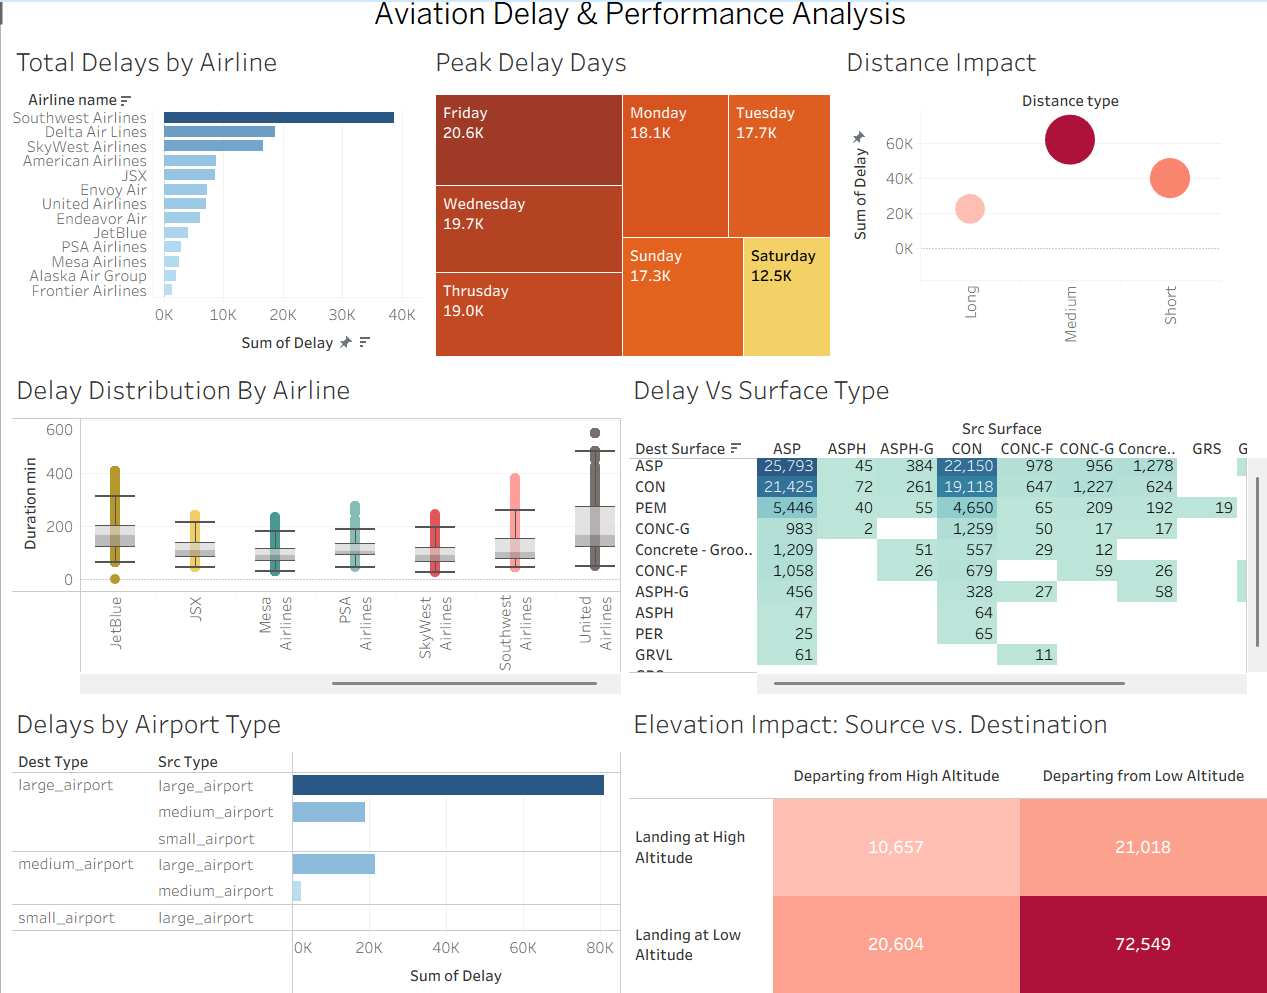 Aviation Delay & Performance Analysis
Total Delays by Airline
Airline name
Southwest Airlines
Delta Air Lines
SkyWest Airlines
American Airlines
JSX
Envoy Air
United Airlines
Endeavor Air
JetBlue
PSA Airlines
Mesa Airlines
Alaska Air Group
Frontier Airlines
0K 10K 20K 30K 40K
Sum of Delay
Peak Delay Days
Friday
20.6K
Wednesday
19.7K
Thrusday
19.0K
Monday
18.1K
Tuesday
17.7K
Sunday
17.3K
Saturday
12.5K
Distance Impact
Distance type
Sum of Delay
60K
40K
20K
0K
Long
Medium
Short
Delay Distribution By Airline
Duration min
600
400
200
0
JetBlue
JSX
Mesa
Airlines
PSA
Airlines
SkyWest
Airlines
Southwest
Airlines
United
Airlines
Delay Vs Surface Type
Src Surface
Dest Surface ASP ASPH ASPH-G CON CONC-F CONC-G Concre.. GRS G
ASP 25,793 45 384 22,150 978 956 1,278
CON 21,425 72 261 19,118 647 1,227 624
PEM 5,446 40 55 4,650 65 209 192 19
CONC-G 983 2 1,259 50 17 17
Concrete - Groo.. 1,209 51 557 29 12
CONC-F 1,058 26 679 59 26
ASPH-G 456 328 27 58
ASPH 47 64
PER 25 65
GRVL 61 11
Delays by Airport Type
Dest Type Src Type
large_airport large_airport
medium_airport
small_airport
medium_airport large_airport
medium_airport
small_airport large_airport
0K 20K 40K 60K 80K
Sum of Delay
Elevation Impact: Source vs. Destination
Departing from High Altitude Departing from Low Altitude
Landing at High
Altitude
10,657 21,018
Landing at Low
Altitude
20,604 72,549